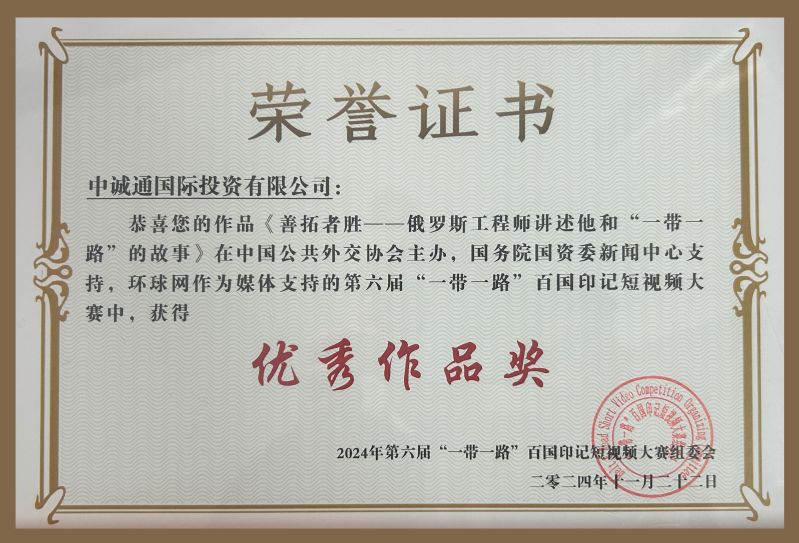 荣誉证书
中诚通国际投资有限公司：
恭喜您的作品《善拓者胜——俄罗斯工程师讲述他和“一带一
路”的故事》在中国公共外交协会主办，国务院国资委新闻中心支
持，环球网作为媒体支持的第六届“一带一路”百国印记短视频大
赛中，获得
优秀作品奖
2024年第六届“一带一路”百国印记短视频大赛组委会
二零二四年十一月二十二日